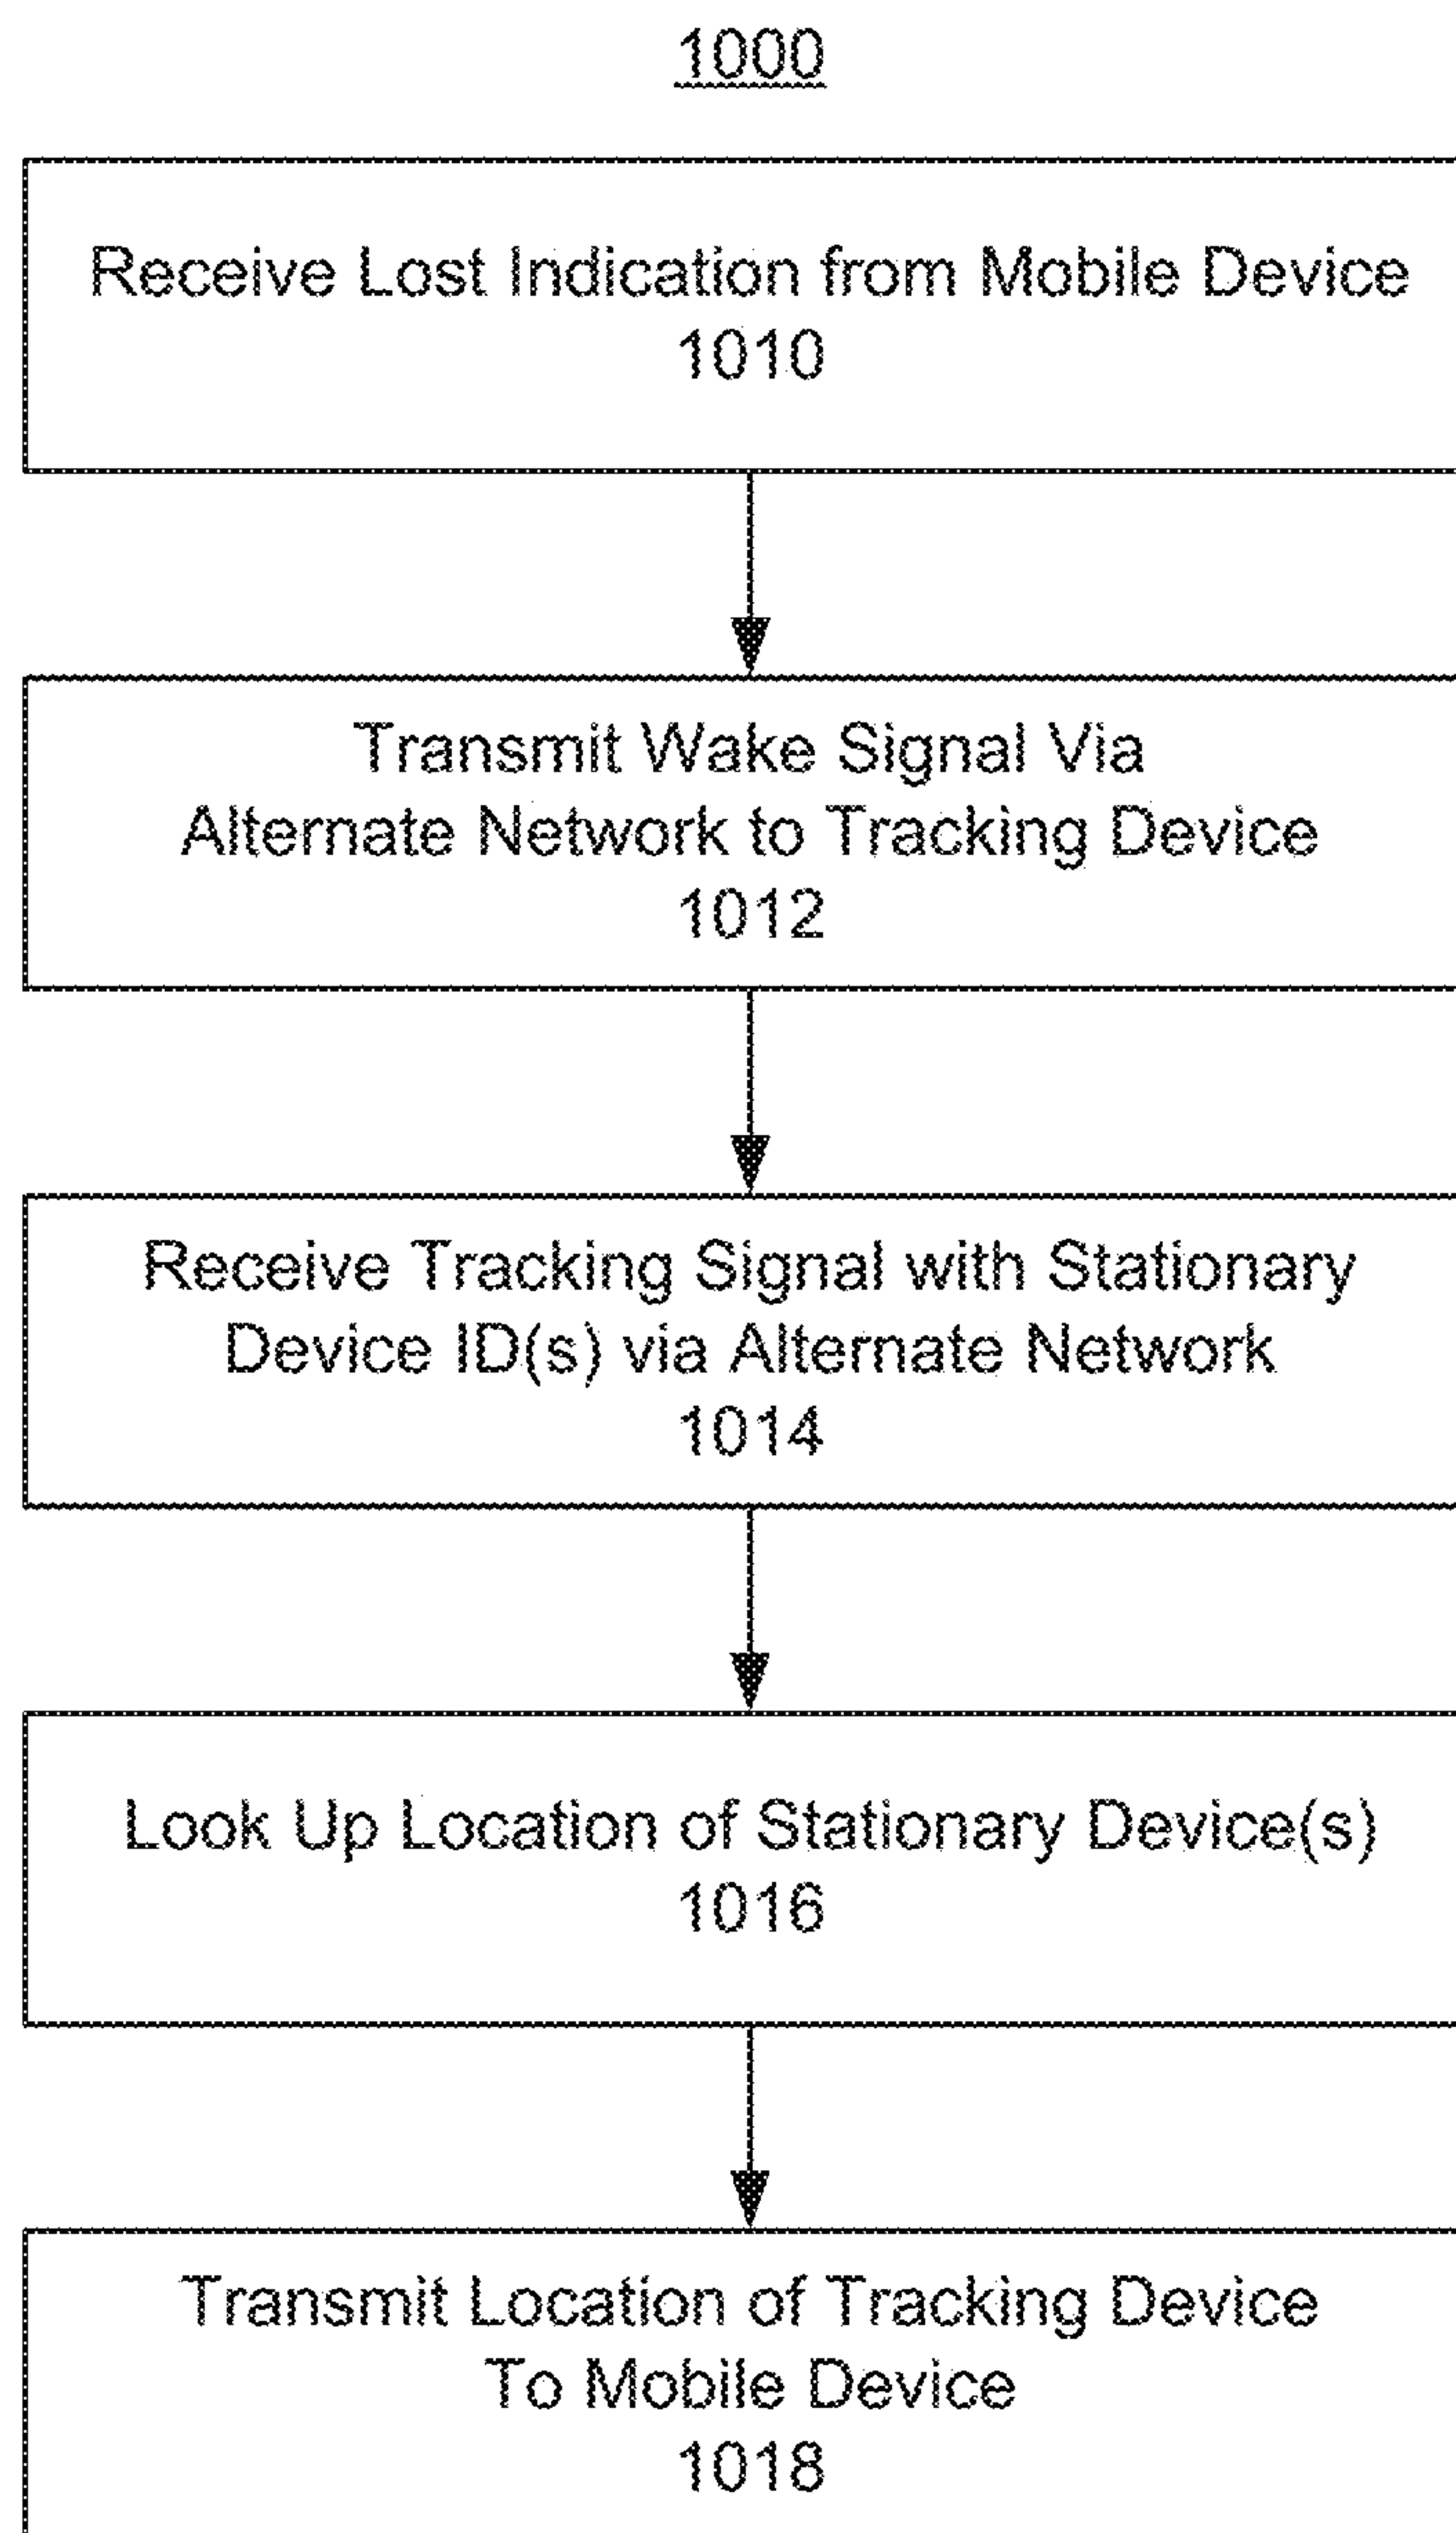 1000
Receive Lost Indication from Mobile Device
1010
Transmit Wake Signal Via
Alternate Network to Tracking Device
1012
Receive Tracking Signal with Stationary
Device ID(s) via Alternate Network
1014
Look Up Location of Stationary Device(s)
1016
Transmit Location of Tracking Device
To Mobile Device
1018